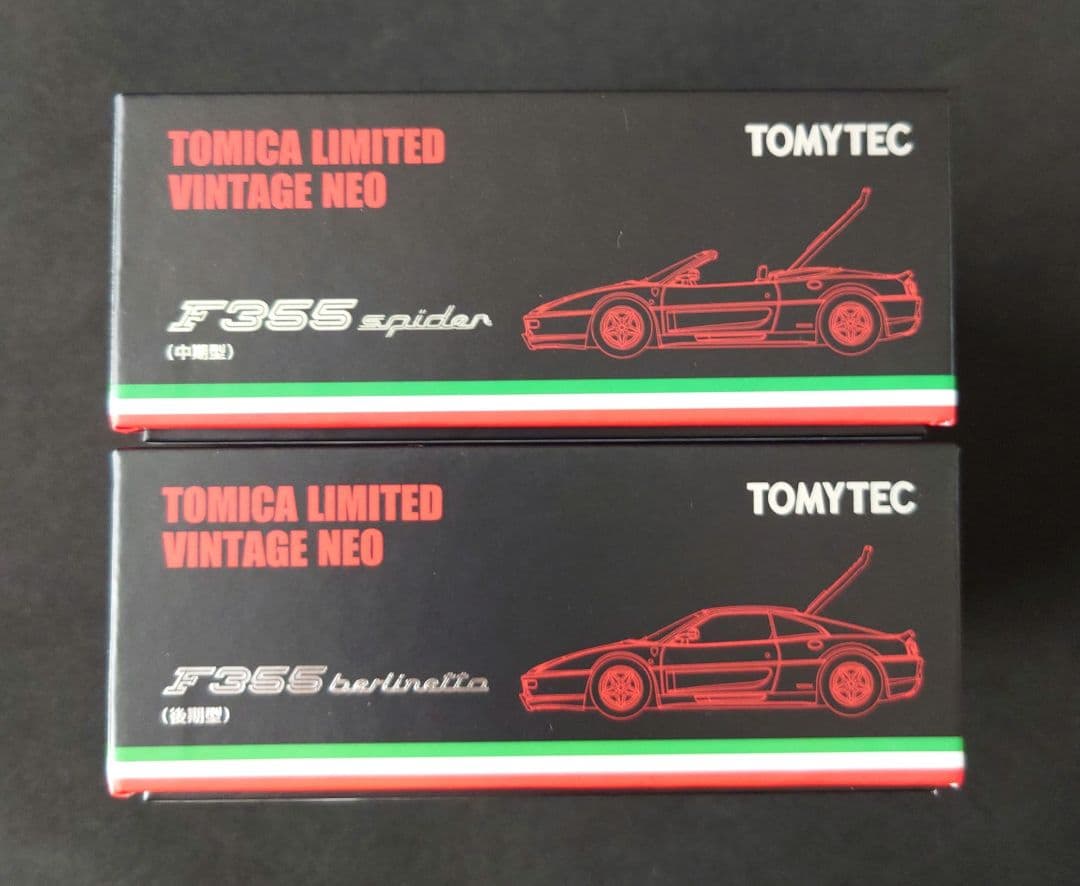 TOMICA LIMITED
VINTAGE NEO
TOMYTEC
F355 spider
(中期型)
TOMICA LIMITED
VINTAGE NEO
TOMYTEC
F355 berlinetta
(後期型)